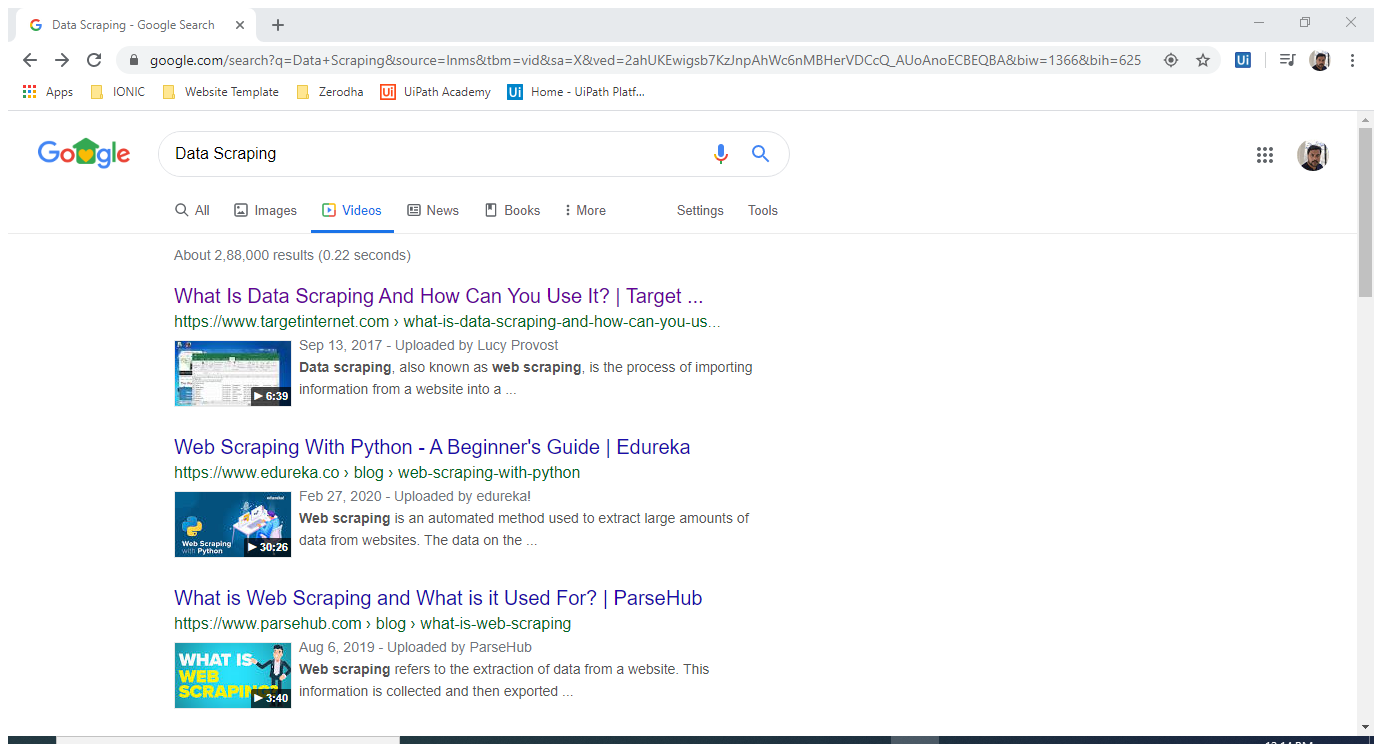 Data Scraping - Google Search
google.com/search?q=Data+Scraping&source=lnms&tbm=vid&sa=X&ved=2ahUKEwigsb7KzJnpAhWc6nMBHerVDCcQ_AUoAnoECBEQBA&biw=1366&bih=625
Ui
Apps IONIC Website Template Zerodha Ui UiPath Academy Ui Home - UiPath Platf...
Google Data Scraping
All Images Videos News Books More Settings Tools
About 2,88,000 results (0.22 seconds)
What Is Data Scraping And How Can You Use It? | Target ...
https://www.targetinternet.com › what-is-data-scraping-and-how-can-you-us...
Sep 13, 2017 - Uploaded by Lucy Provost
Data scraping, also known as web scraping, is the process of importing
information from a website into a ...
6:39
Web Scraping With Python - A Beginner's Guide | Edureka
https://www.edureka.co › blog › web-scraping-with-python
Feb 27, 2020 - Uploaded by edureka!
Web scraping is an automated method used to extract large amounts of
data from websites. The data on the ...
edureka!
Web Scraping
with Python
30:26
What is Web Scraping and What is it Used For? | ParseHub
https://www.parsehub.com › blog › what-is-web-scraping
Aug 6, 2019 - Uploaded by ParseHub
Web scraping refers to the extraction of data from a website. This
information is collected and then exported ...
WHAT IS
WEB
SCRAPING?
3:40